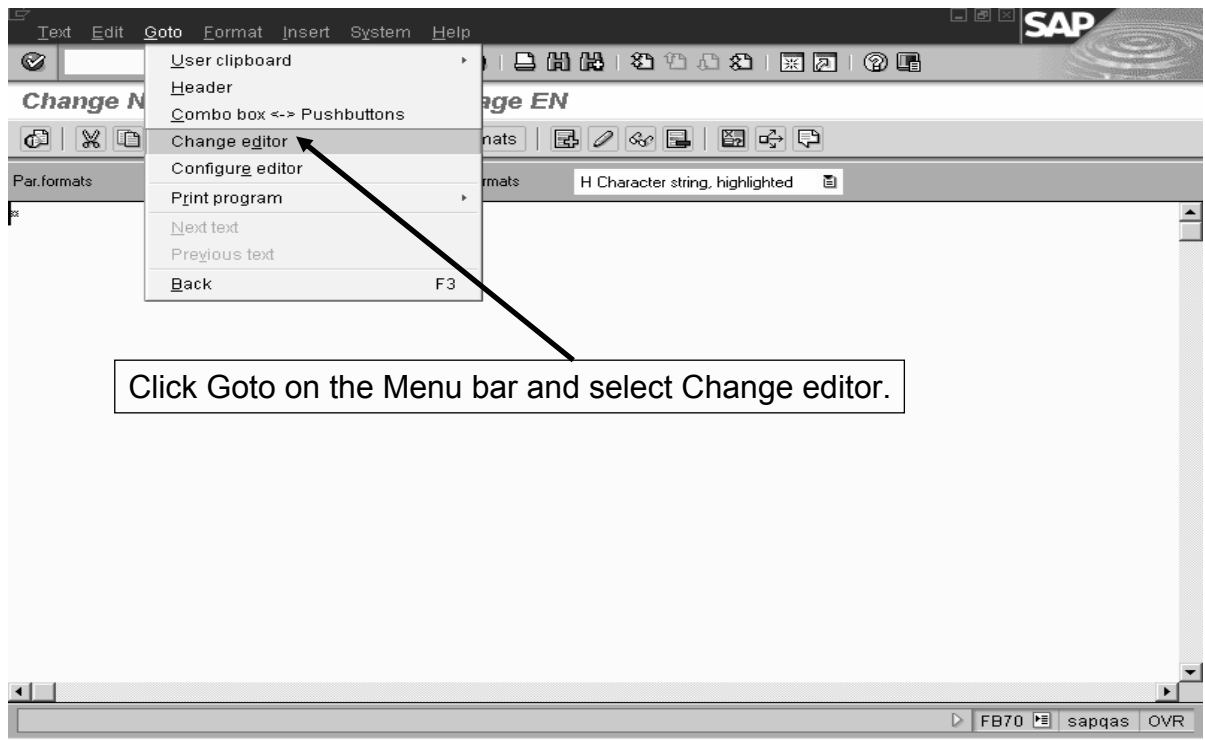 Text Edit Goto Format Insert System Help
SAP
User clipboard
Header
Combo box <-> Pushbuttons
Change editor
Configure editor
Print program
Next text
Previous text
Back F3
Change N age EN
mats
Par.formats rmats H Character string, highlighted
Click Goto on the Menu bar and select Change editor.
FB70 sapqas OVR